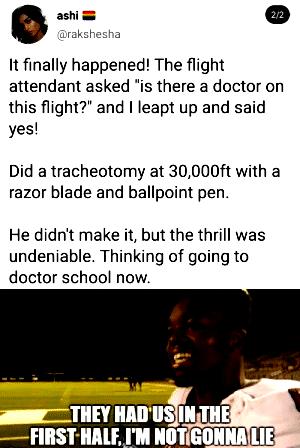 ashi
2/2
@rakshesha
It finally happened! The flight
attendant asked "is there a doctor on
this flight?" and I leapt up and said
yes!
Did a tracheotomy at 30,000ft with a
razor blade and ballpoint pen.
He didn't make it, but the thrill was
undeniable. Thinking of going to
doctor school now.
THEY HAD US IN THE
FIRST HALF, I'M NOT GONNA LIE